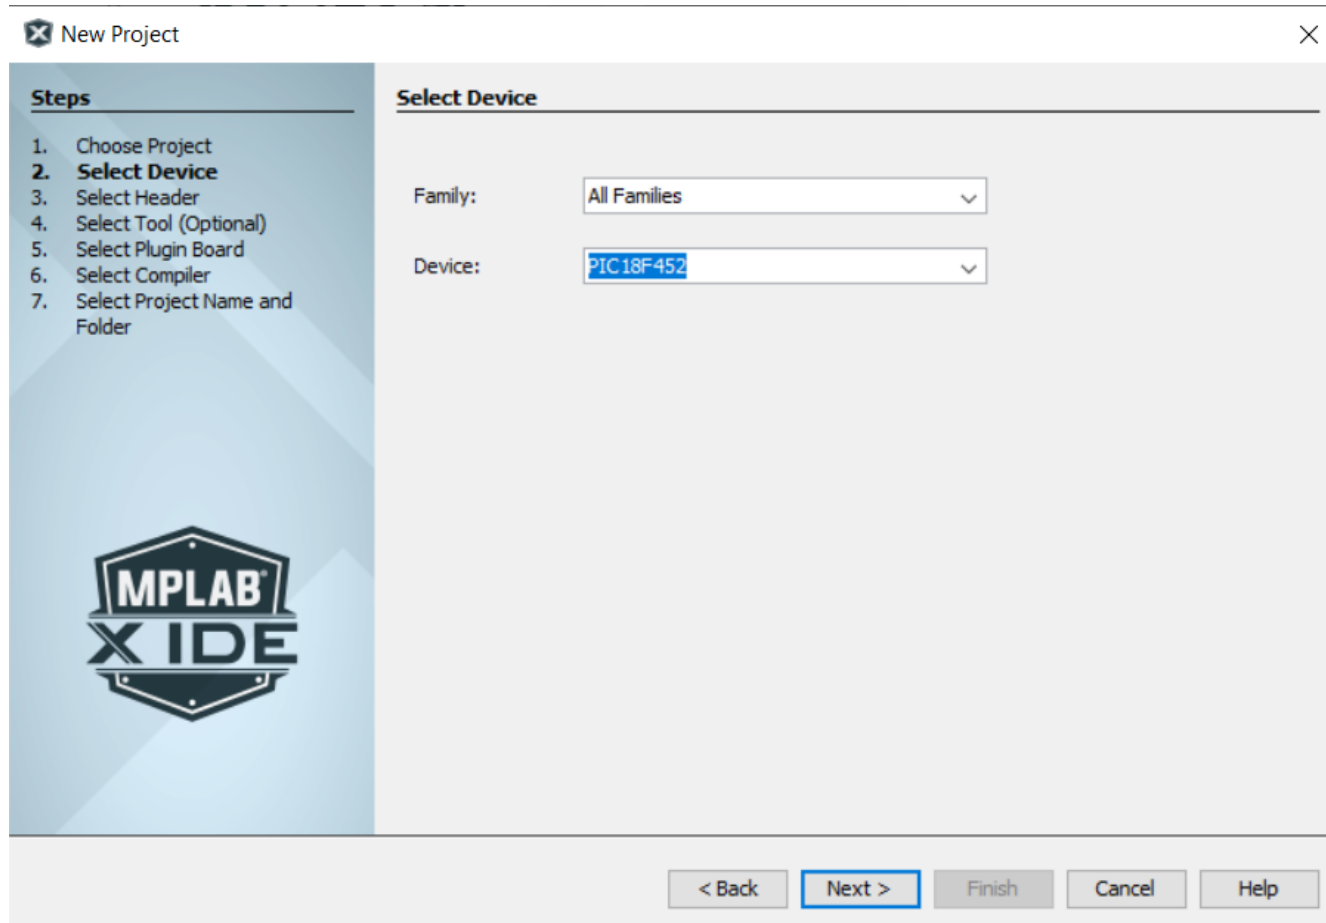 New Project
Steps
1. Choose Project
2. Select Device
3. Select Header
4. Select Tool (Optional)
5. Select Plugin Board
6. Select Compiler
7. Select Project Name and
Folder
MPLAB®
X IDE
Select Device
Family: All Families
Device: PIC18F452
< Back Next > Finish Cancel Help